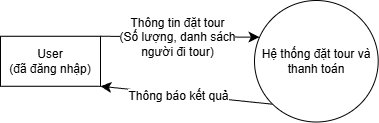 Thông tin đặt tour
(Số lượng, danh sách
người đi tour)
User
(đã đăng nhập)
Hệ thống đặt tour và
thanh toán
Thông báo kết quả